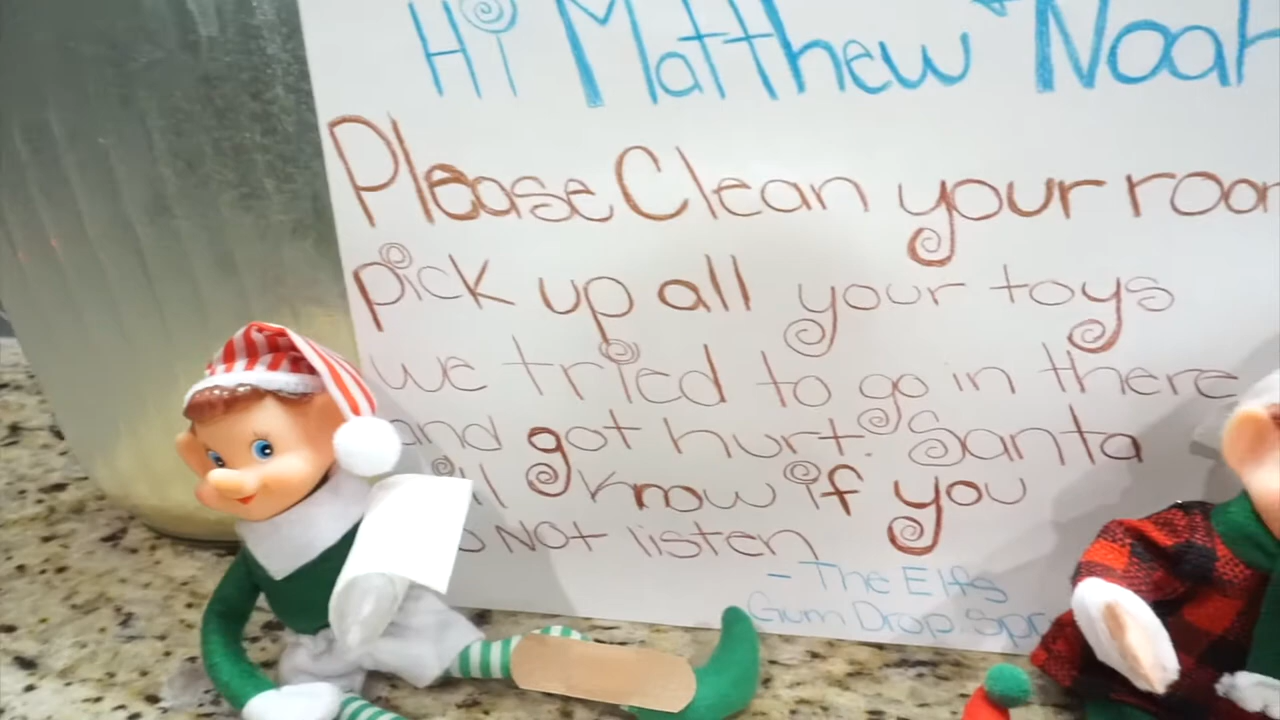 Hi Matthew Noah
Please Clean your room
pick up all your toys
we tried to go in there
and got hurt. Santa
will know if you
NOT listen
- The Elfs
Gum Drop